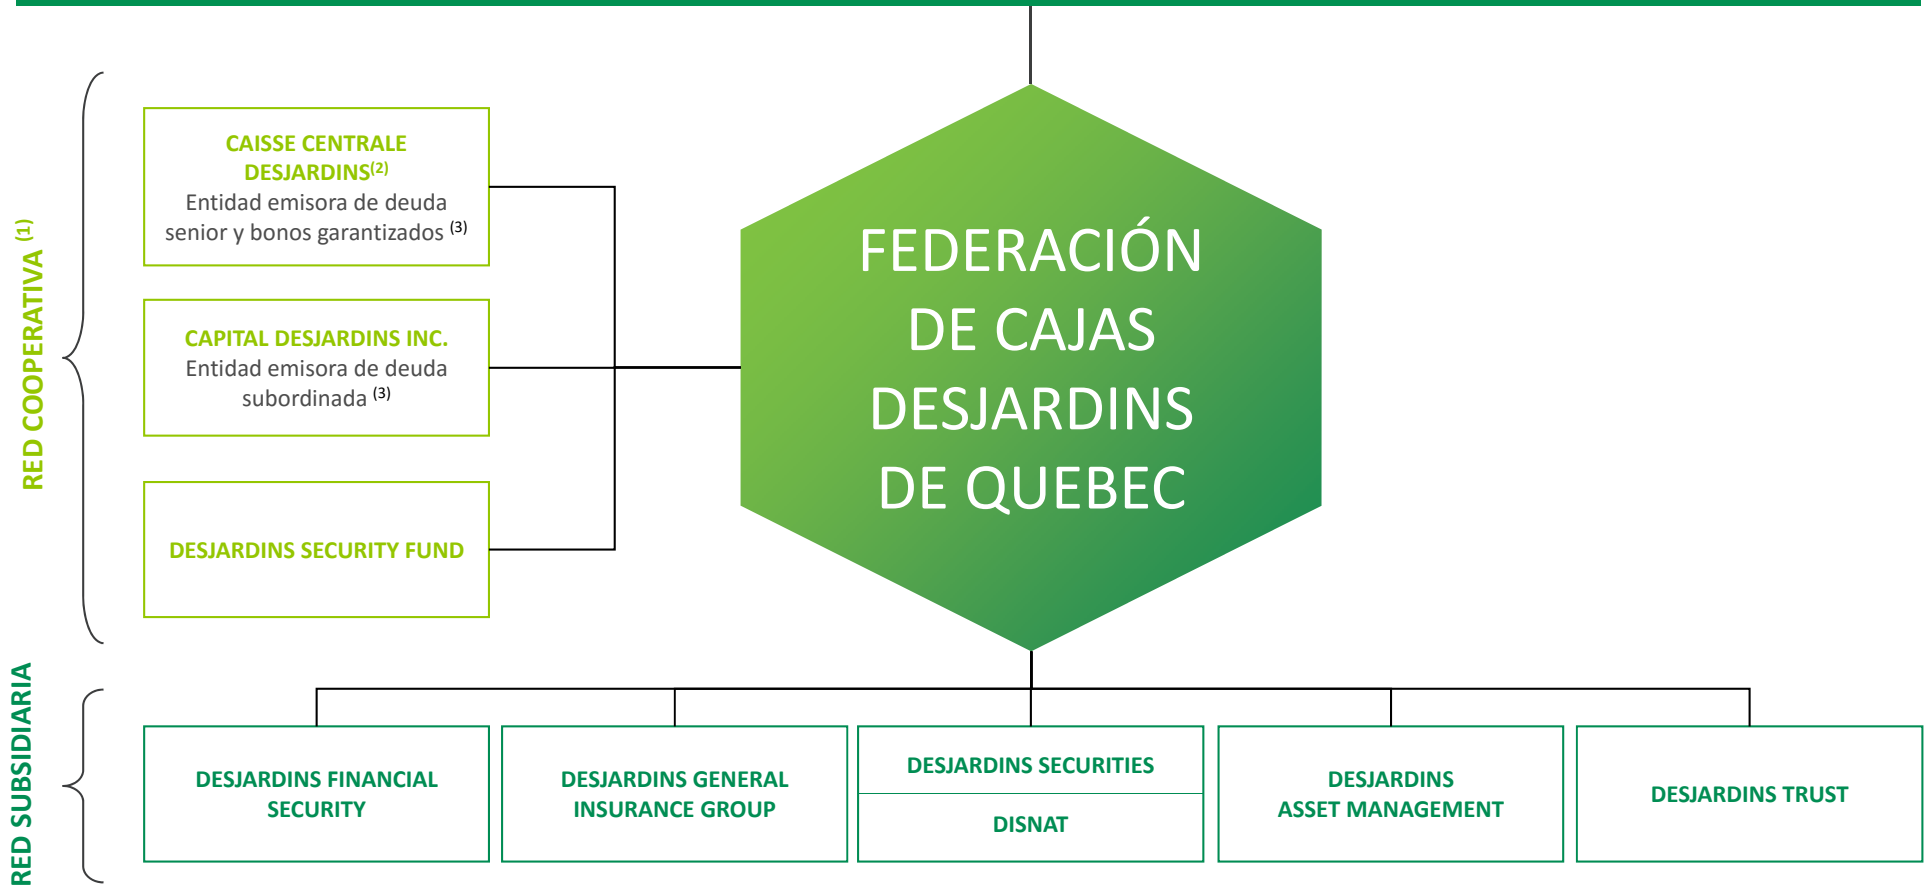 RED COOPERATIVA (1)
CAISSE CENTRALE
DESJARDINS(2)
Entidad emisora de deuda
senior y bonos garantizados (3)
CAPITAL DESJARDINS INC.
Entidad emisora de deuda
subordinada (3)
DESJARDINS SECURITY FUND
FEDERACIÓN
DE CAJAS
DESJARDINS
DE QUEBEC
RED SUBSIDIARIA
DESJARDINS FINANCIAL
SECURITY
DESJARDINS GENERAL
INSURANCE GROUP
DESJARDINS SECURITIES
DISNAT
DESJARDINS
ASSET MANAGEMENT
DESJARDINS TRUST